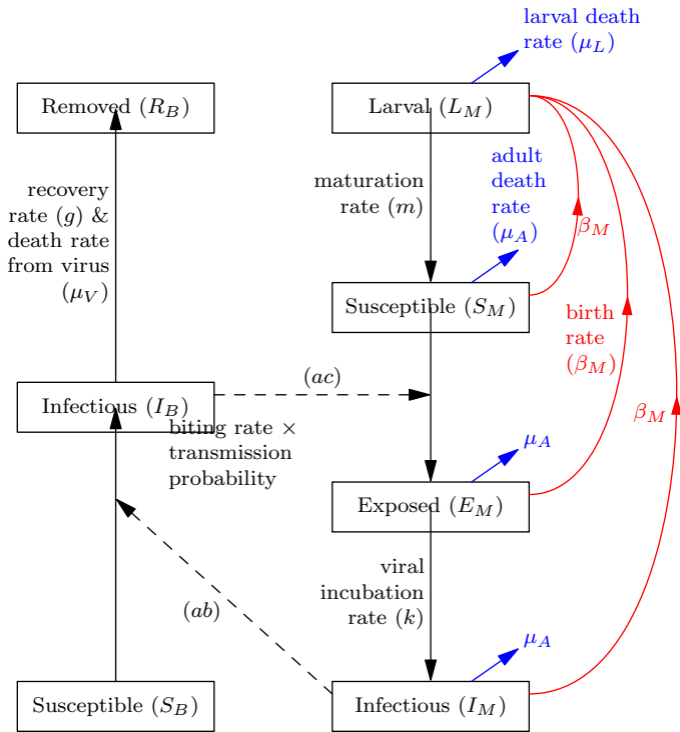 larval death
rate (μ_L)
Removed (R_B)
Larval (L_M)
adult
death
rate
(μ_A)
recovery
rate (g) &
death rate
from virus
(μ_V)
maturation
rate (m)
β_M
Susceptible (S_M)
birth
rate
(β_M)
(ac)
Infectious (I_B)
biting rate ×
transmission
probability
β_M
μ_A
Exposed (E_M)
viral
incubation
rate (k)
(ab)
μ_A
Susceptible (S_B)
Infectious (I_M)